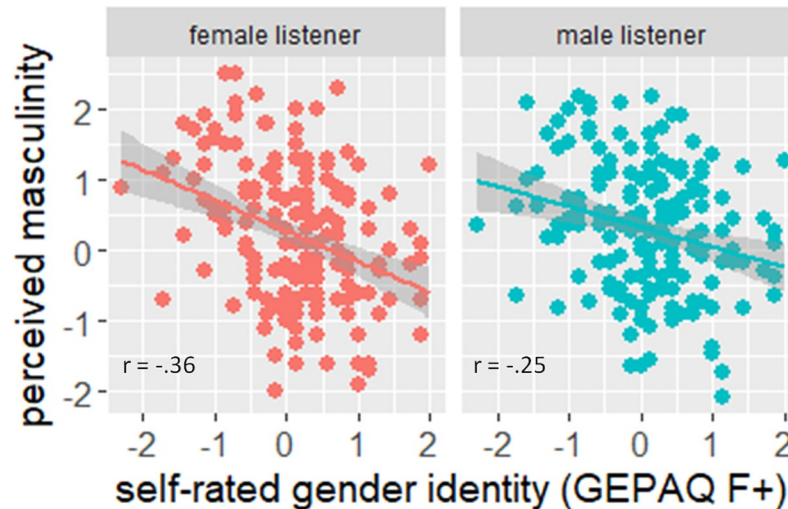 female listener
male listener
perceived masculinity
2
1
0
-1
-2
r = -.36
r = -.25
-2 -1 0 1 2
-2 -1 0 1 2
self-rated gender identity (GEPAQ F+)